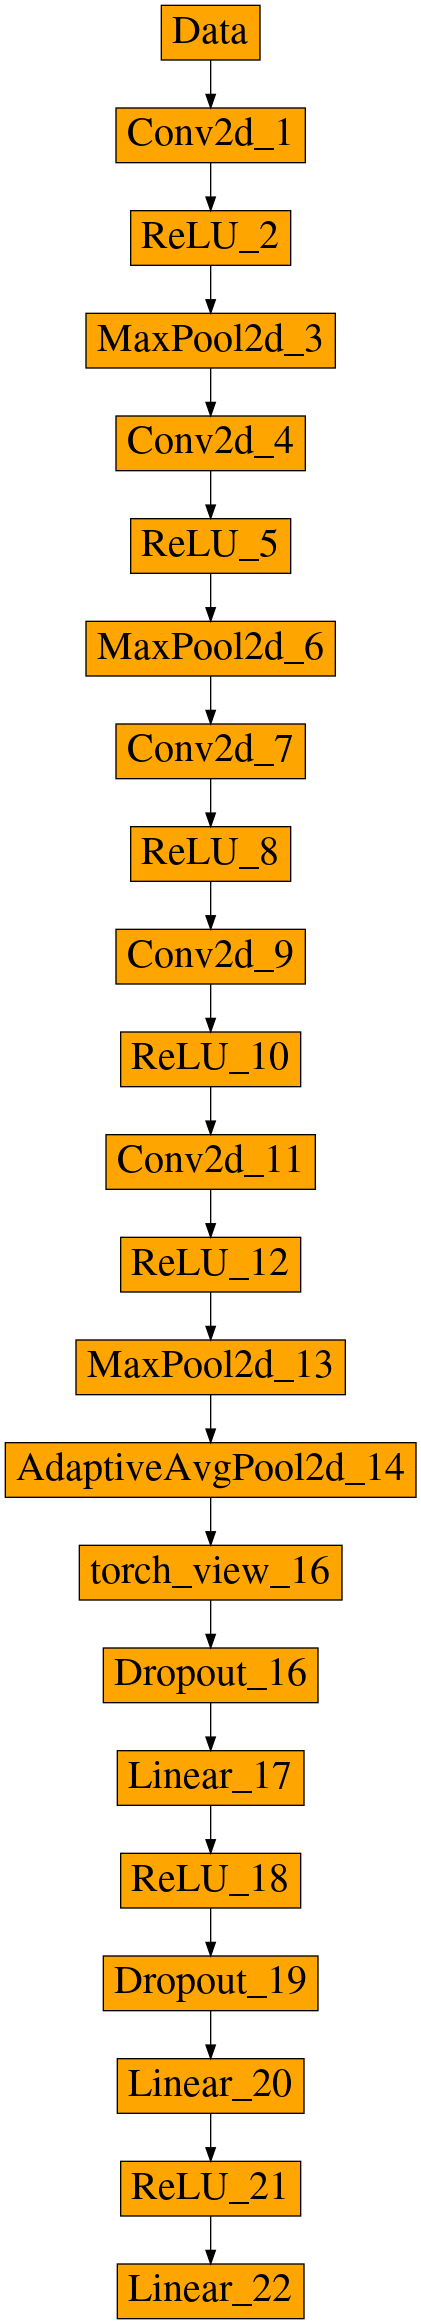 Data
Conv2d_1
ReLU_2
MaxPool2d_3
Conv2d_4
ReLU_5
MaxPool2d_6
Conv2d_7
ReLU_8
Conv2d_9
ReLU_10
Conv2d_11
ReLU_12
MaxPool2d_13
AdaptiveAvgPool2d_14
torch_view_16
Dropout_16
Linear_17
ReLU_18
Dropout_19
Linear_20
ReLU_21
Linear_22